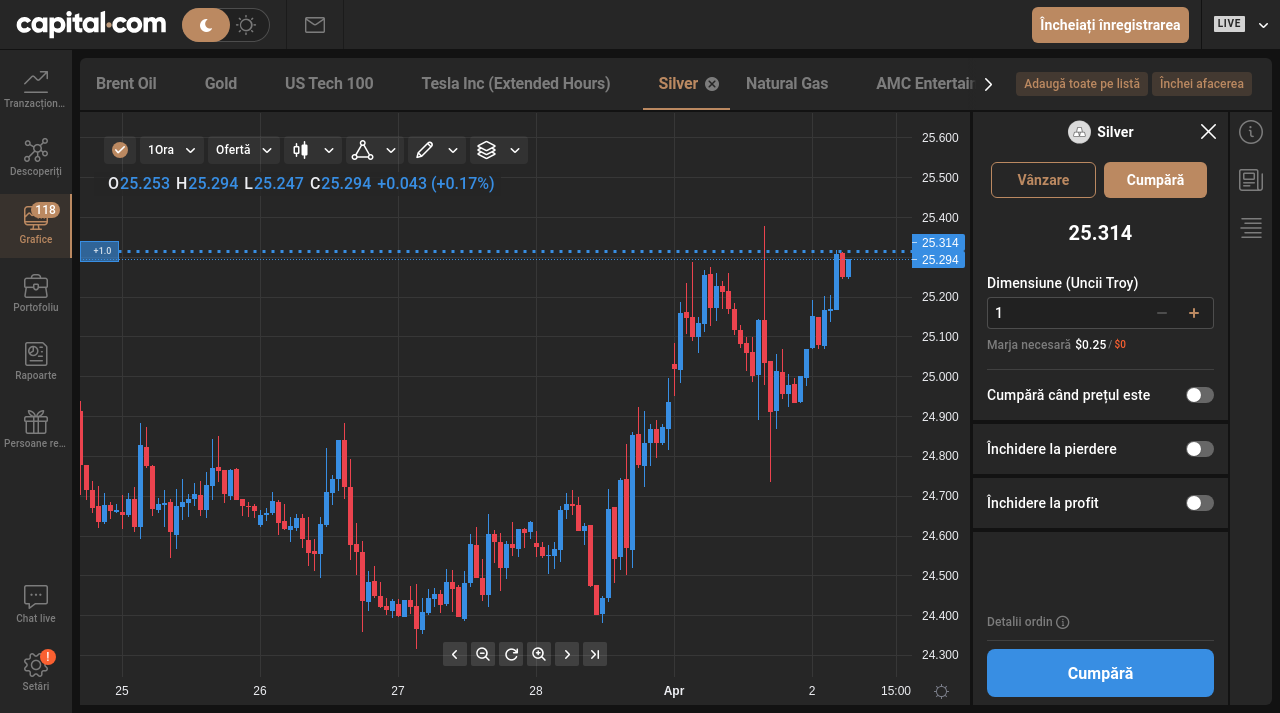 capital.com
Încheiați înregistrarea
LIVE
Brent Oil
Gold
US Tech 100
Tesla Inc (Extended Hours)
Silver
Natural Gas
AMC Entertain
Adaugă toate pe listă
Închei afacerea
Tranzacțion...
Descoperiți
118
Grafice
Portofoliu
Rapoarte
Persoane re...
Chat live
!
Setări
1Ora
Ofertă
O25.253 H25.294 L25.247 C25.294 +0.043 (+0.17%)
+1.0
25.600
25.500
25.400
25.314
25.294
25.200
25.100
25.000
24.900
24.800
24.700
24.600
24.500
24.400
24.300
25
26
27
28
Apr
2
15:00
Silver
Vânzare
Cumpără
25.314
Dimensiune (Uncii Troy)
1
Marja necesară $0.25 / $0
Cumpără când prețul este
Închidere la pierdere
Închidere la profit
Detalii ordin
Cumpără